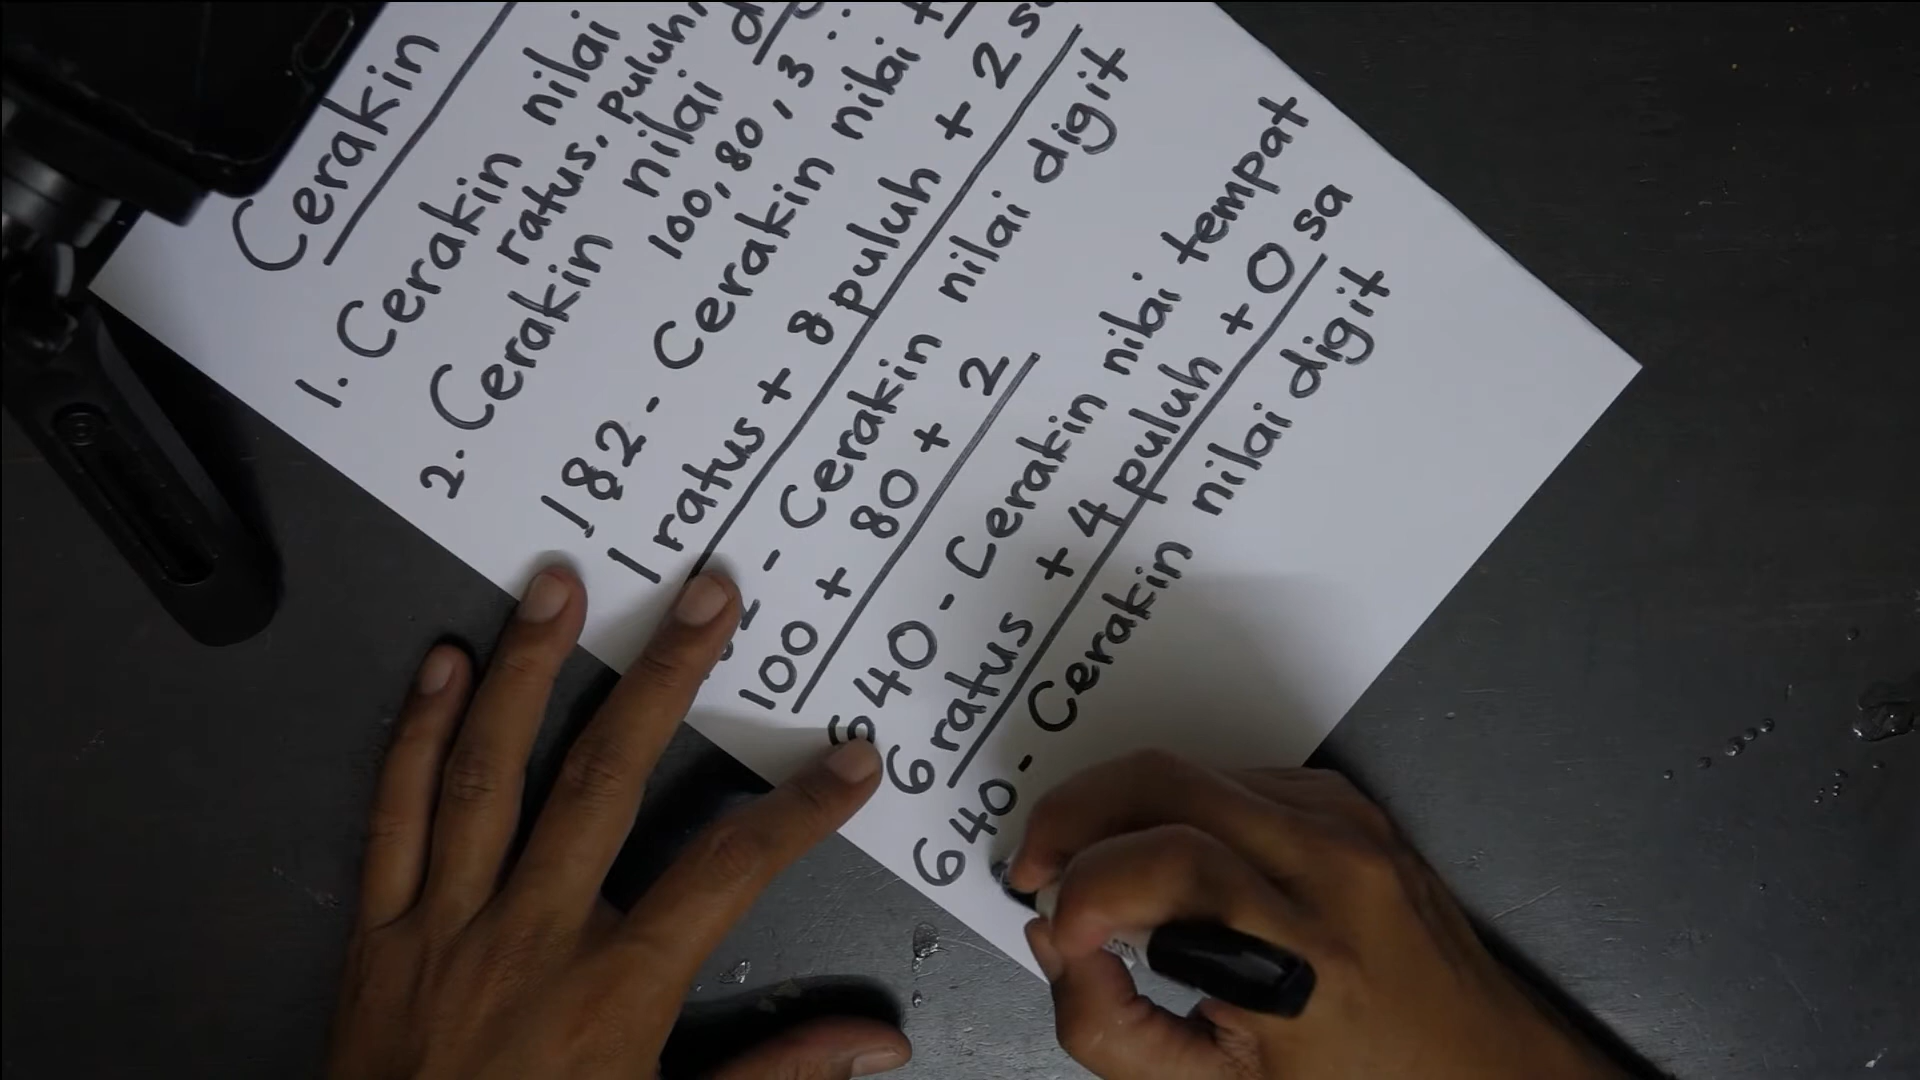 Cerakin
1. Cerakin nilai
ratus, puluh
2. Cerakin nilai
100, 80, 3
182 - Cerakin nilai
1 ratus + 8 puluh + 2 sa
- Cerakin nilai digit
100 + 80 + 2
640 - Cerakin nilai tempat
6 ratus + 4 puluh + 0 sa
640 - Cerakin nilai digit